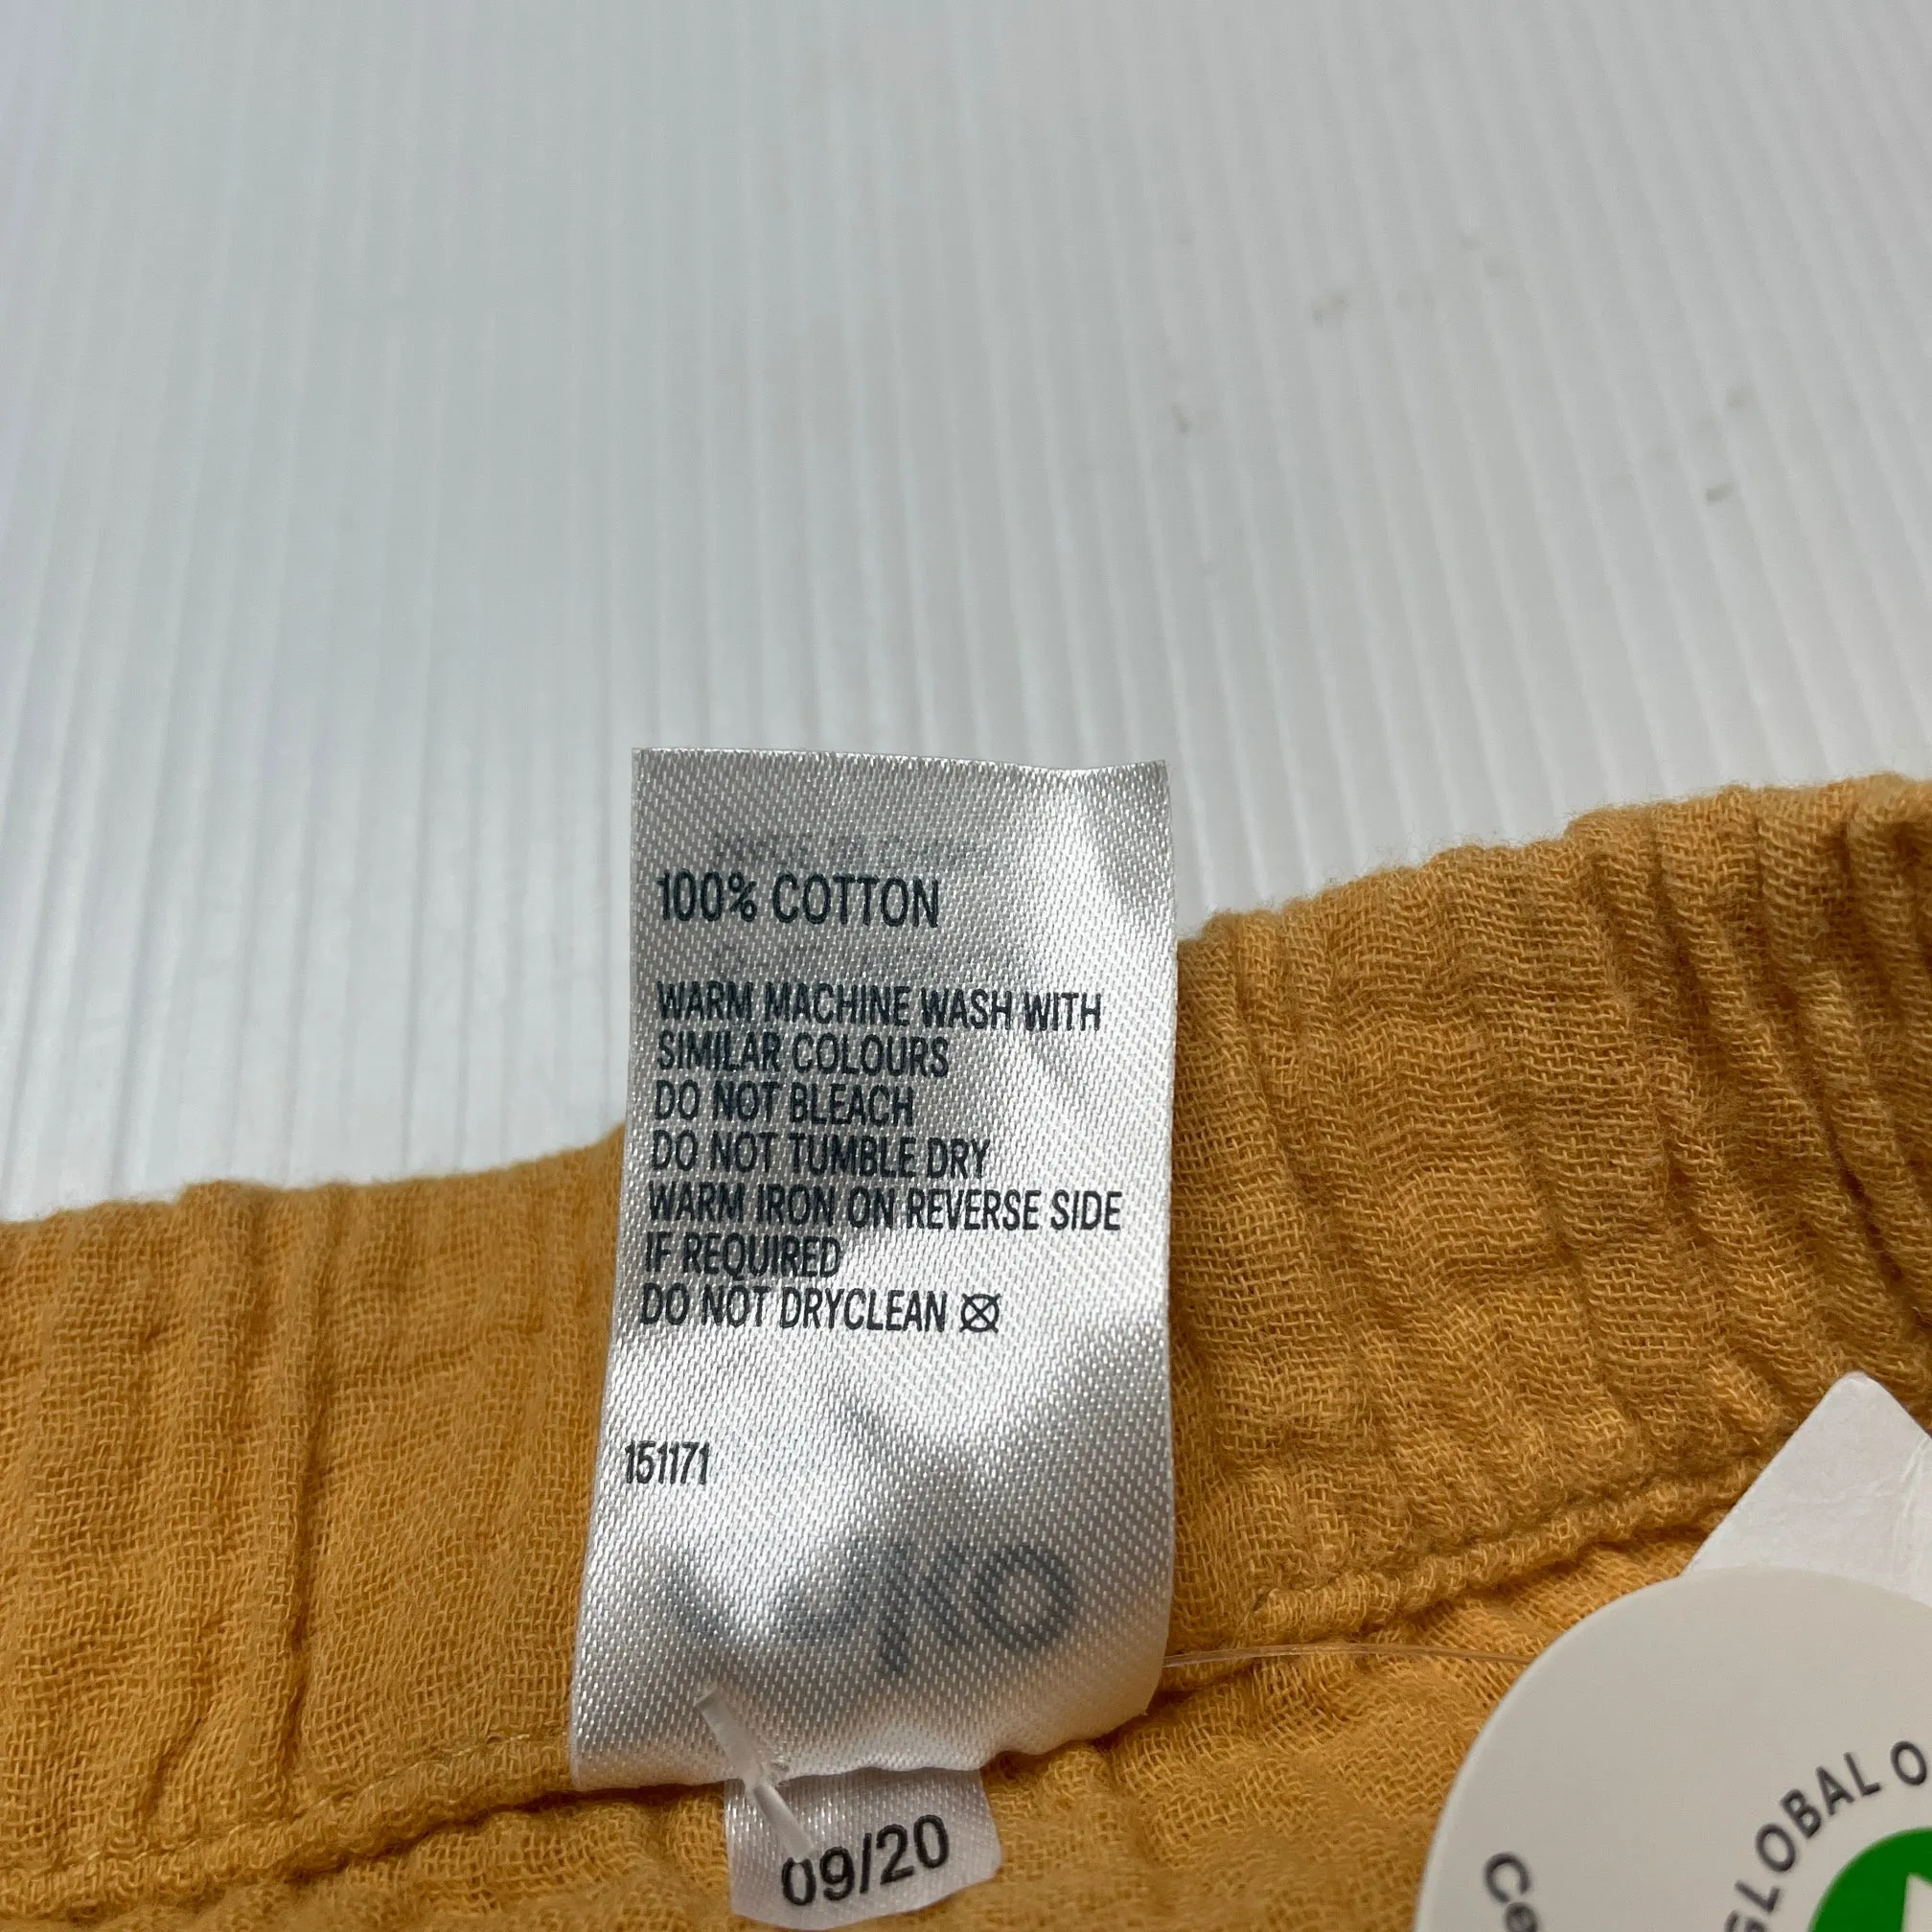 100% COTTON
WARM MACHINE WASH WITH
SIMILAR COLOURS
DO NOT BLEACH
DO NOT TUMBLE DRY
WARM IRON ON REVERSE SIDE
IF REQUIRED
DO NOT DRYCLEAN
151171
09/20
GLOBAL O
Ce